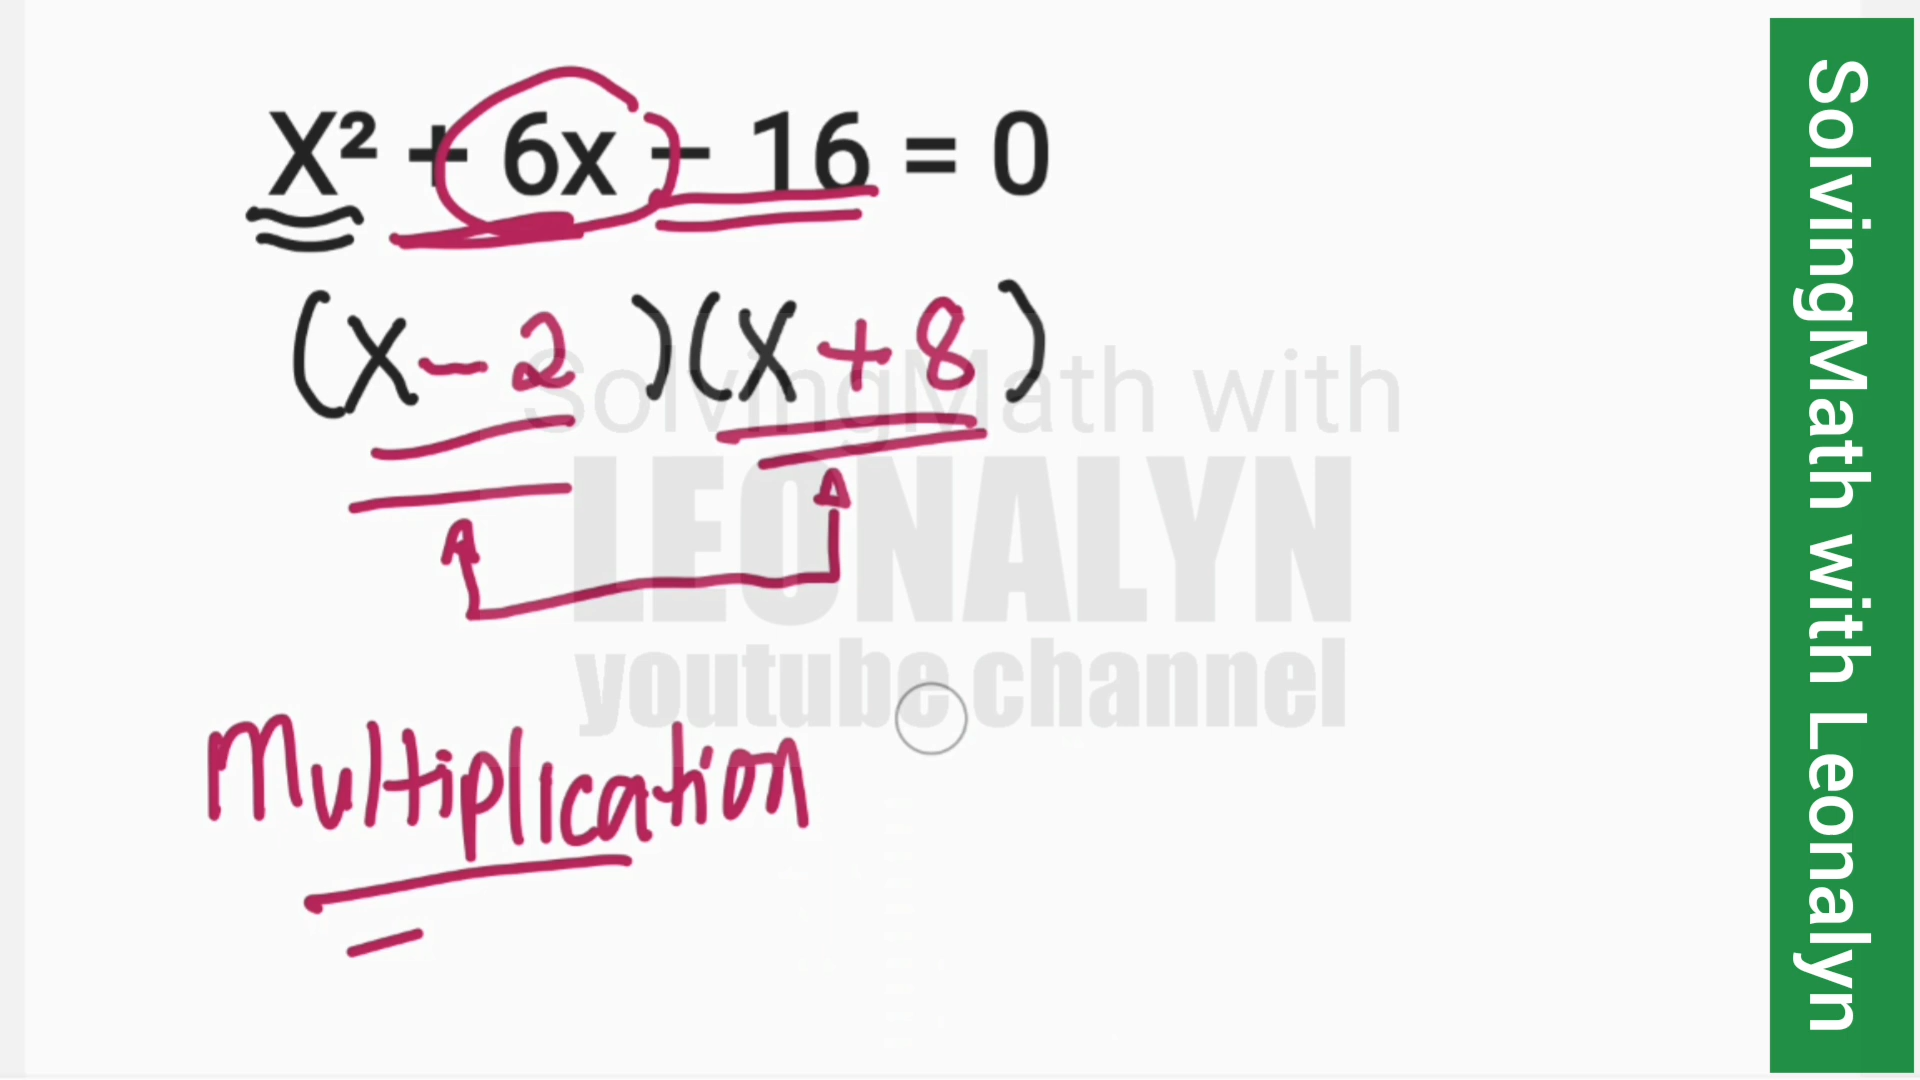 X² + 6x - 16 = 0
(x - 2)(x + 8)
SolvingMath with
LEONALYN
youtube channel
Multiplication
SolvingMath with Leonalyn